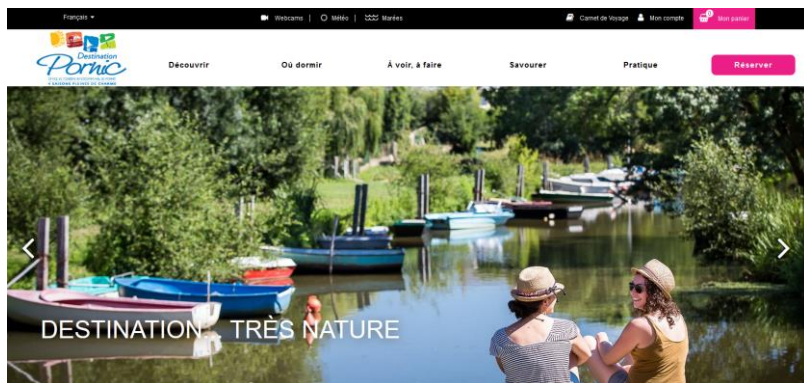 Français
Webcams | Météo | Marées
Carnet de Voyage Mon compte 0 Mon panier
Destination
Pornic
Découvrir Où dormir À voir, à faire Savourer Pratique Réserver
DESTINATION TRÈS NATURE